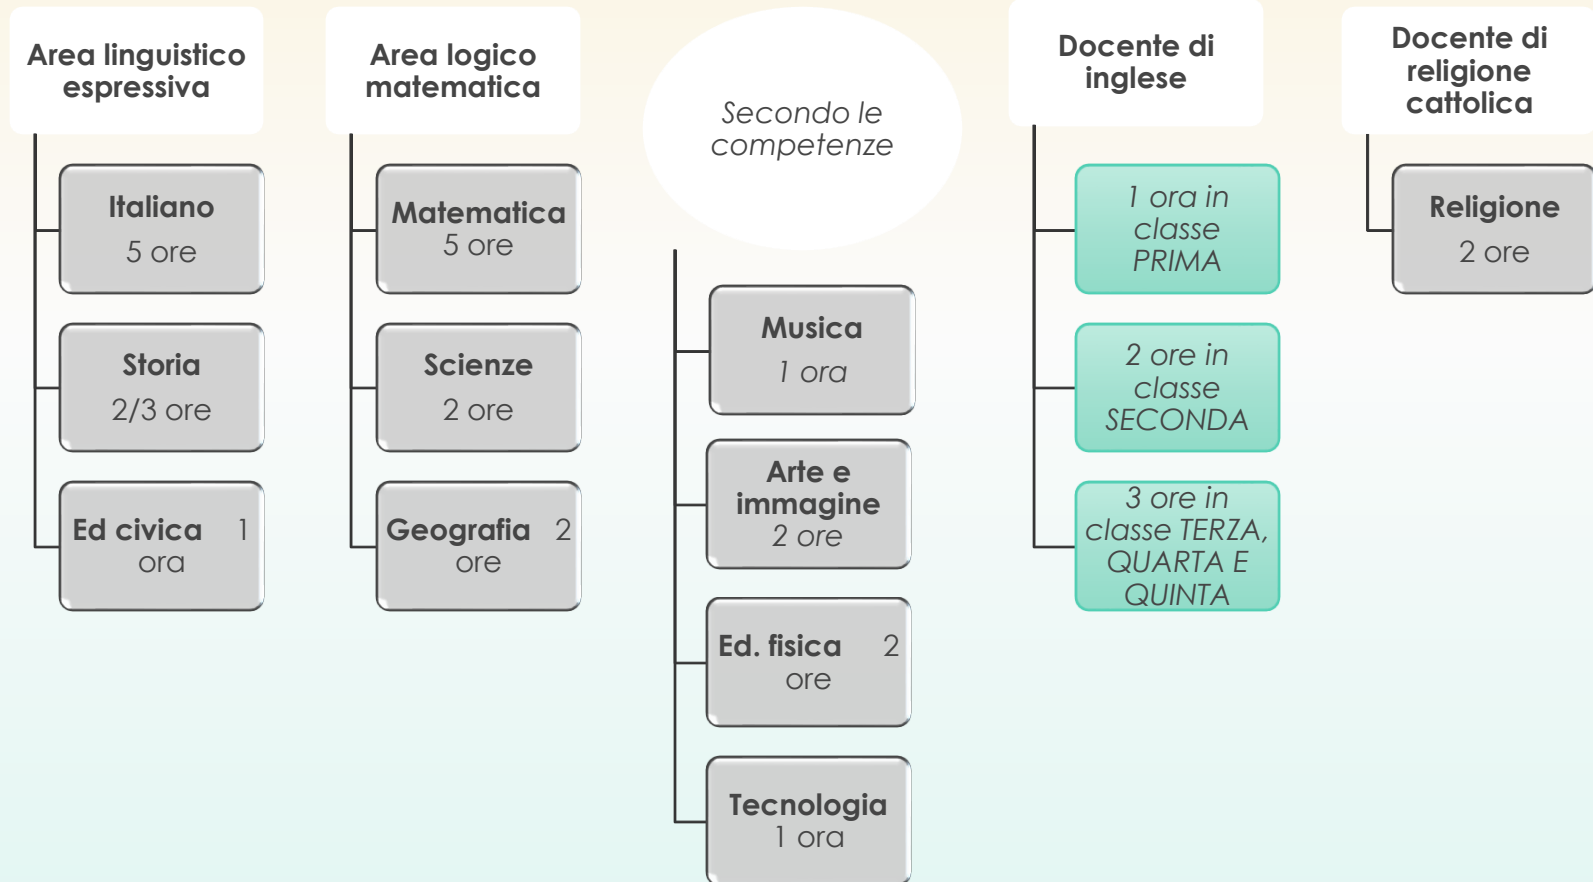 Area linguistico
espressiva
Italiano
5 ore
Storia
2/3 ore
Ed civica 1
ora
Area logico
matematica
Matematica
5 ore
Scienze
2 ore
Geografia 2
ore
Secondo le
competenze
Musica
1 ora
Arte e
immagine
2 ore
Ed. fisica 2
ore
Tecnologia
1 ora
Docente di
inglese
1 ora in
classe
PRIMA
2 ore in
classe
SECONDA
3 ore in
classe TERZA,
QUARTA E
QUINTA
Docente di
religione
cattolica
Religione
2 ore